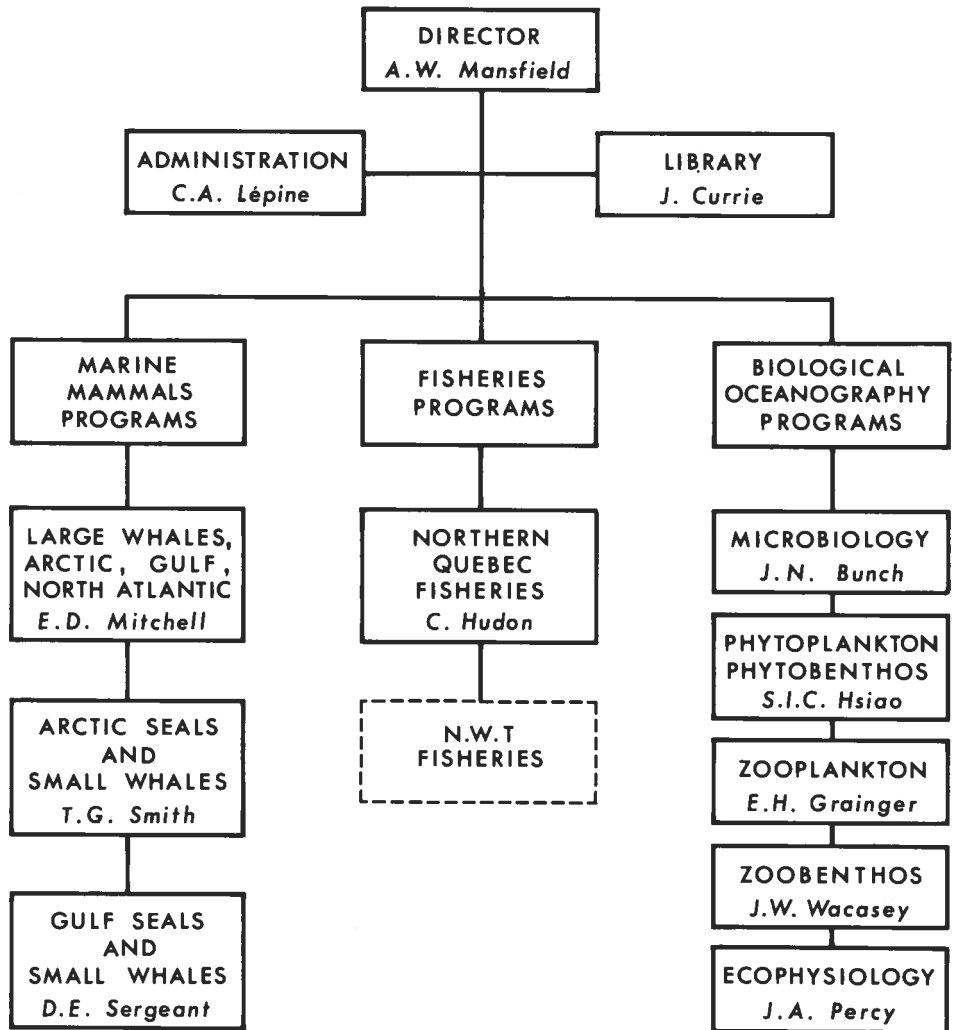 DIRECTOR
A.W. Mansfield
ADMINISTRATION
C.A. Lépine
LIBRARY
J. Currie
MARINE
MAMMALS
PROGRAMS
LARGE WHALES,
ARCTIC, GULF,
NORTH ATLANTIC
E.D. Mitchell
ARCTIC SEALS
AND
SMALL WHALES
T.G. Smith
GULF SEALS
AND
SMALL WHALES
D.E. Sergeant
FISHERIES
PROGRAMS
NORTHERN
QUEBEC
FISHERIES
C. Hudon
N.W.T
FISHERIES
BIOLOGICAL
OCEANOGRAPHY
PROGRAMS
MICROBIOLOGY
J.N. Bunch
PHYTOPLANKTON
PHYTOBENTHOS
S.I.C. Hsiao
ZOOPLANKTON
E.H. Grainger
ZOOBENTHOS
J.W. Wacasey
ECOPHYSIOLOGY
J.A. Percy